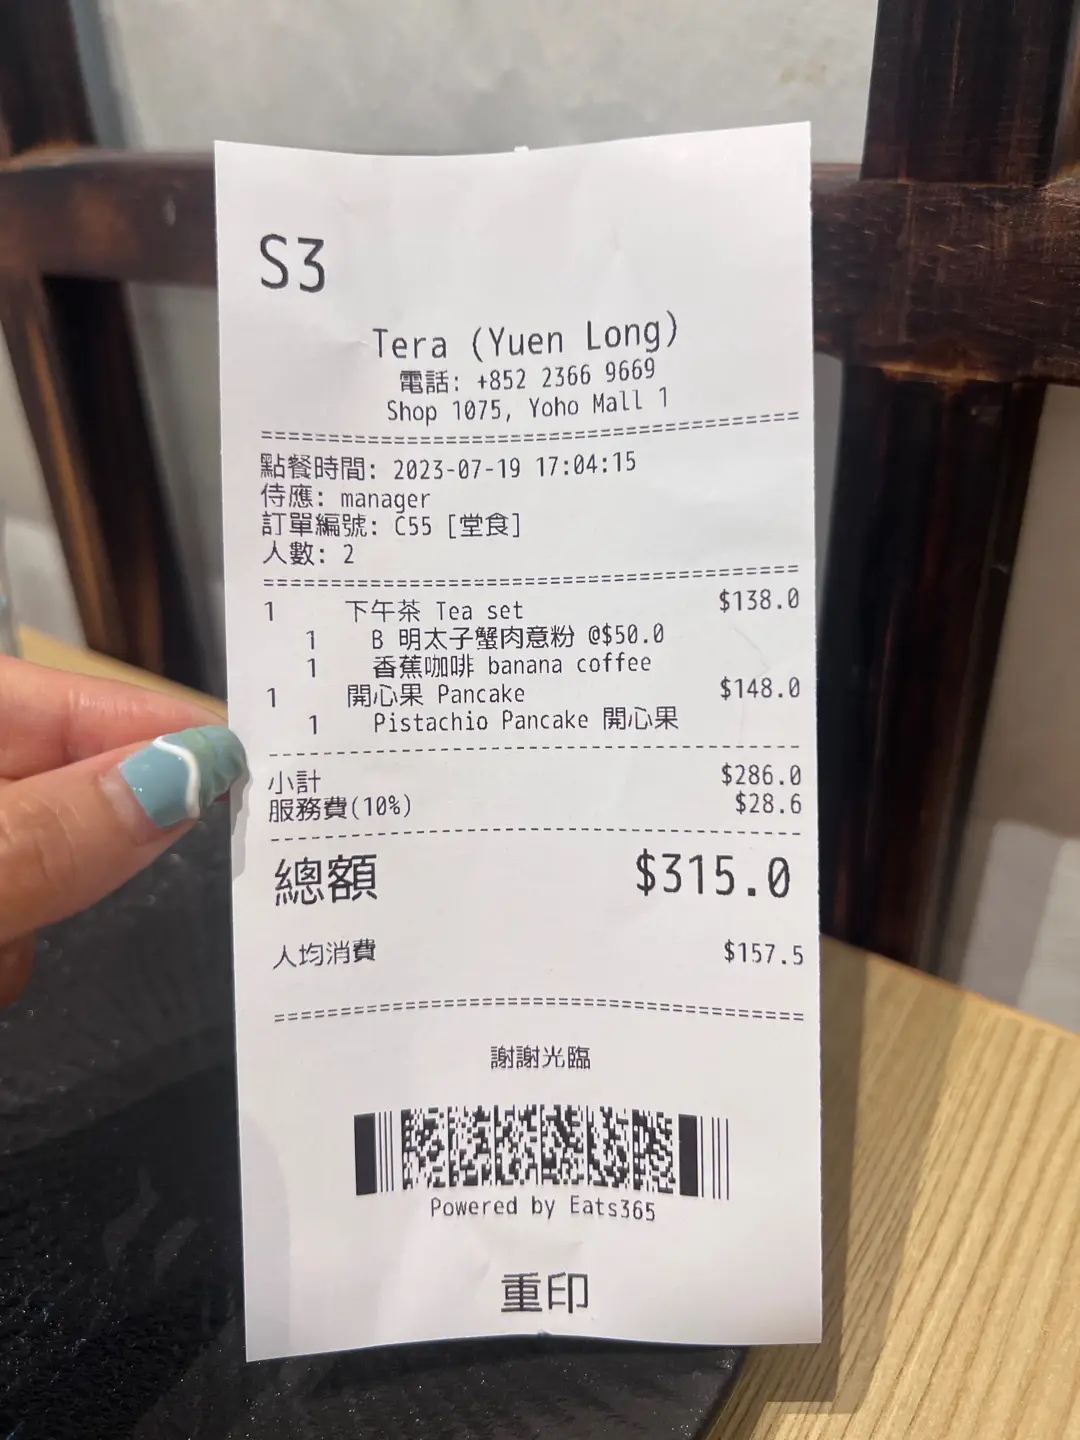 S3
Tera (Yuen Long)
電話: +852 2366 9669
Shop 1075, Yoho Mall 1
點餐時間: 2023-07-19 17:04:15
侍應: manager
訂單編號: C55 [堂食]
人數: 2
1 下午茶 Tea set $138.0
1 B 明太子蟹肉意粉 @$50.0
1 香蕉咖啡 banana coffee
1 開心果 Pancake $148.0
1 Pistachio Pancake 開心果
小計 $286.0
服務費(10%) $28.6
總額 $315.0
人均消費 $157.5
謝謝光臨
Powered by Eats365
重印